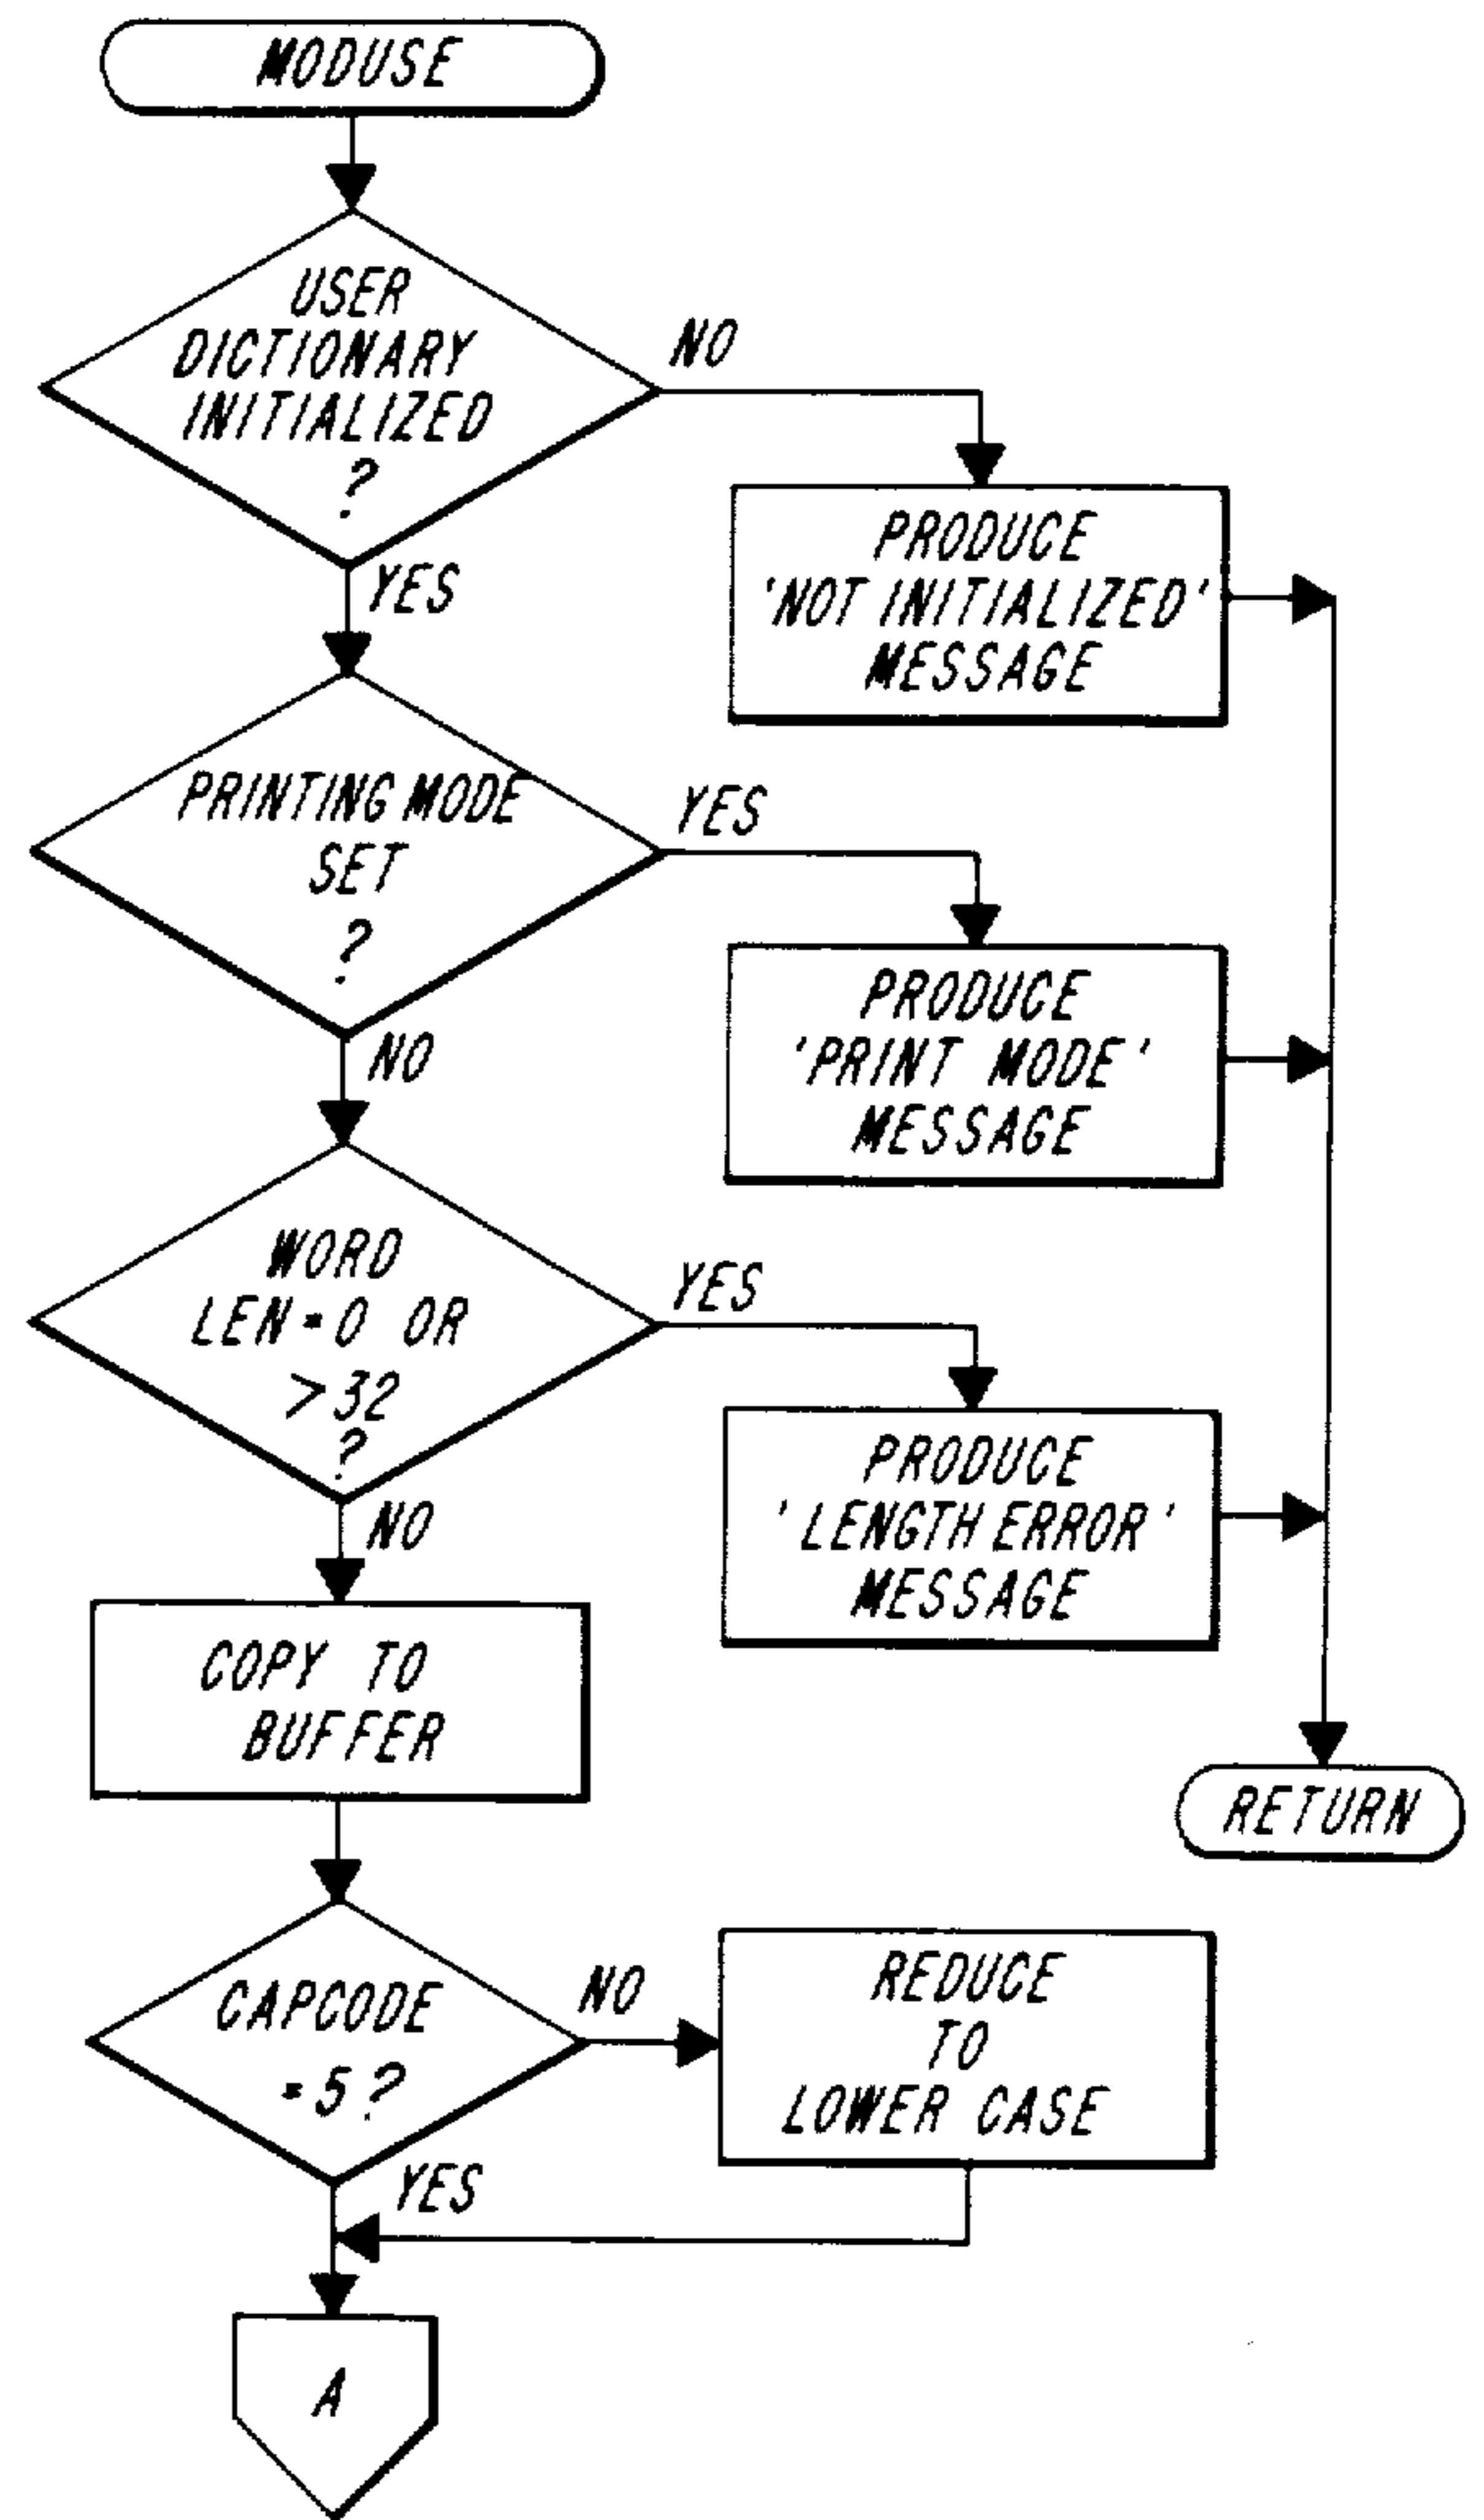 MODUSE
USER
DICTIONARY
INITIALIZED
?
NO
YES
PRODUCE
'NOT INITIALIZED'
MESSAGE
PRINTING MODE
SET
?
YES
NO
PRODUCE
'PRINT MODE'
MESSAGE
WORD
LEN=0 OR
>32
?
YES
NO
PRODUCE
'LENGTH ERROR'
MESSAGE
COPY TO
BUFFER
RETURN
CAPCODE
=5?
NO
YES
REDUCE
TO
LOWER CASE
A